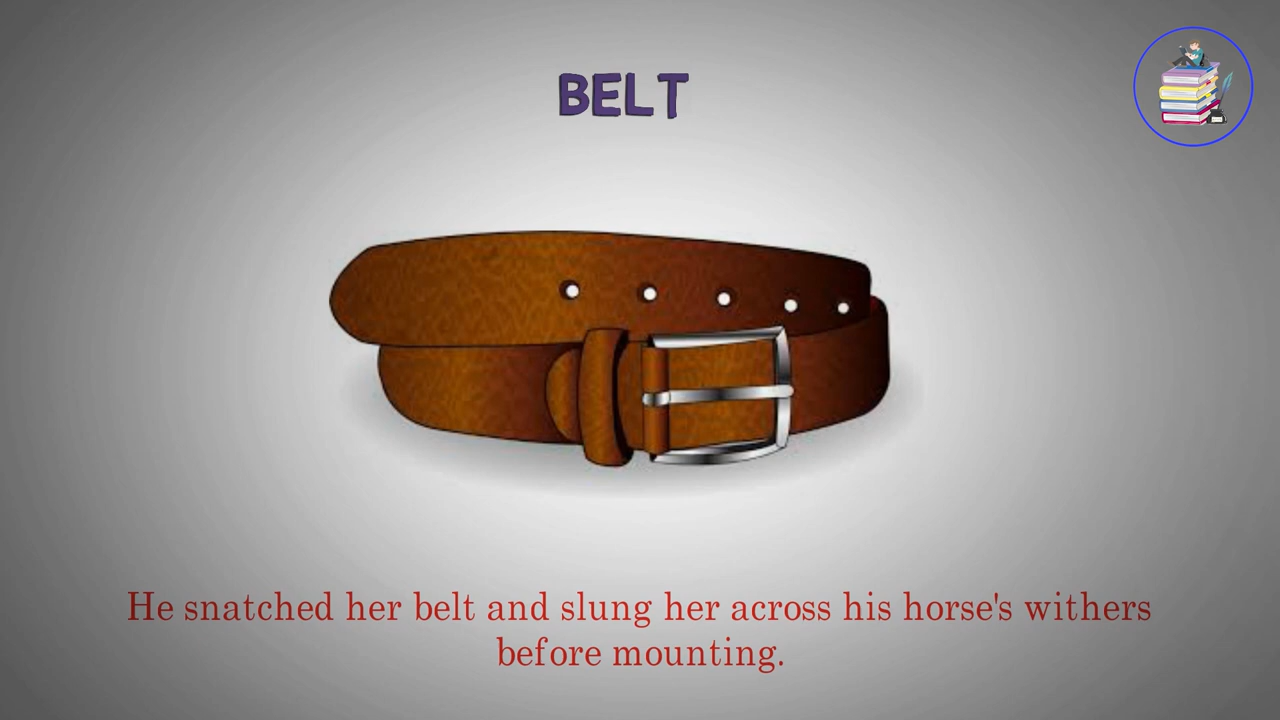 BELT
He snatched her belt and slung her across his horse's withers
before mounting.